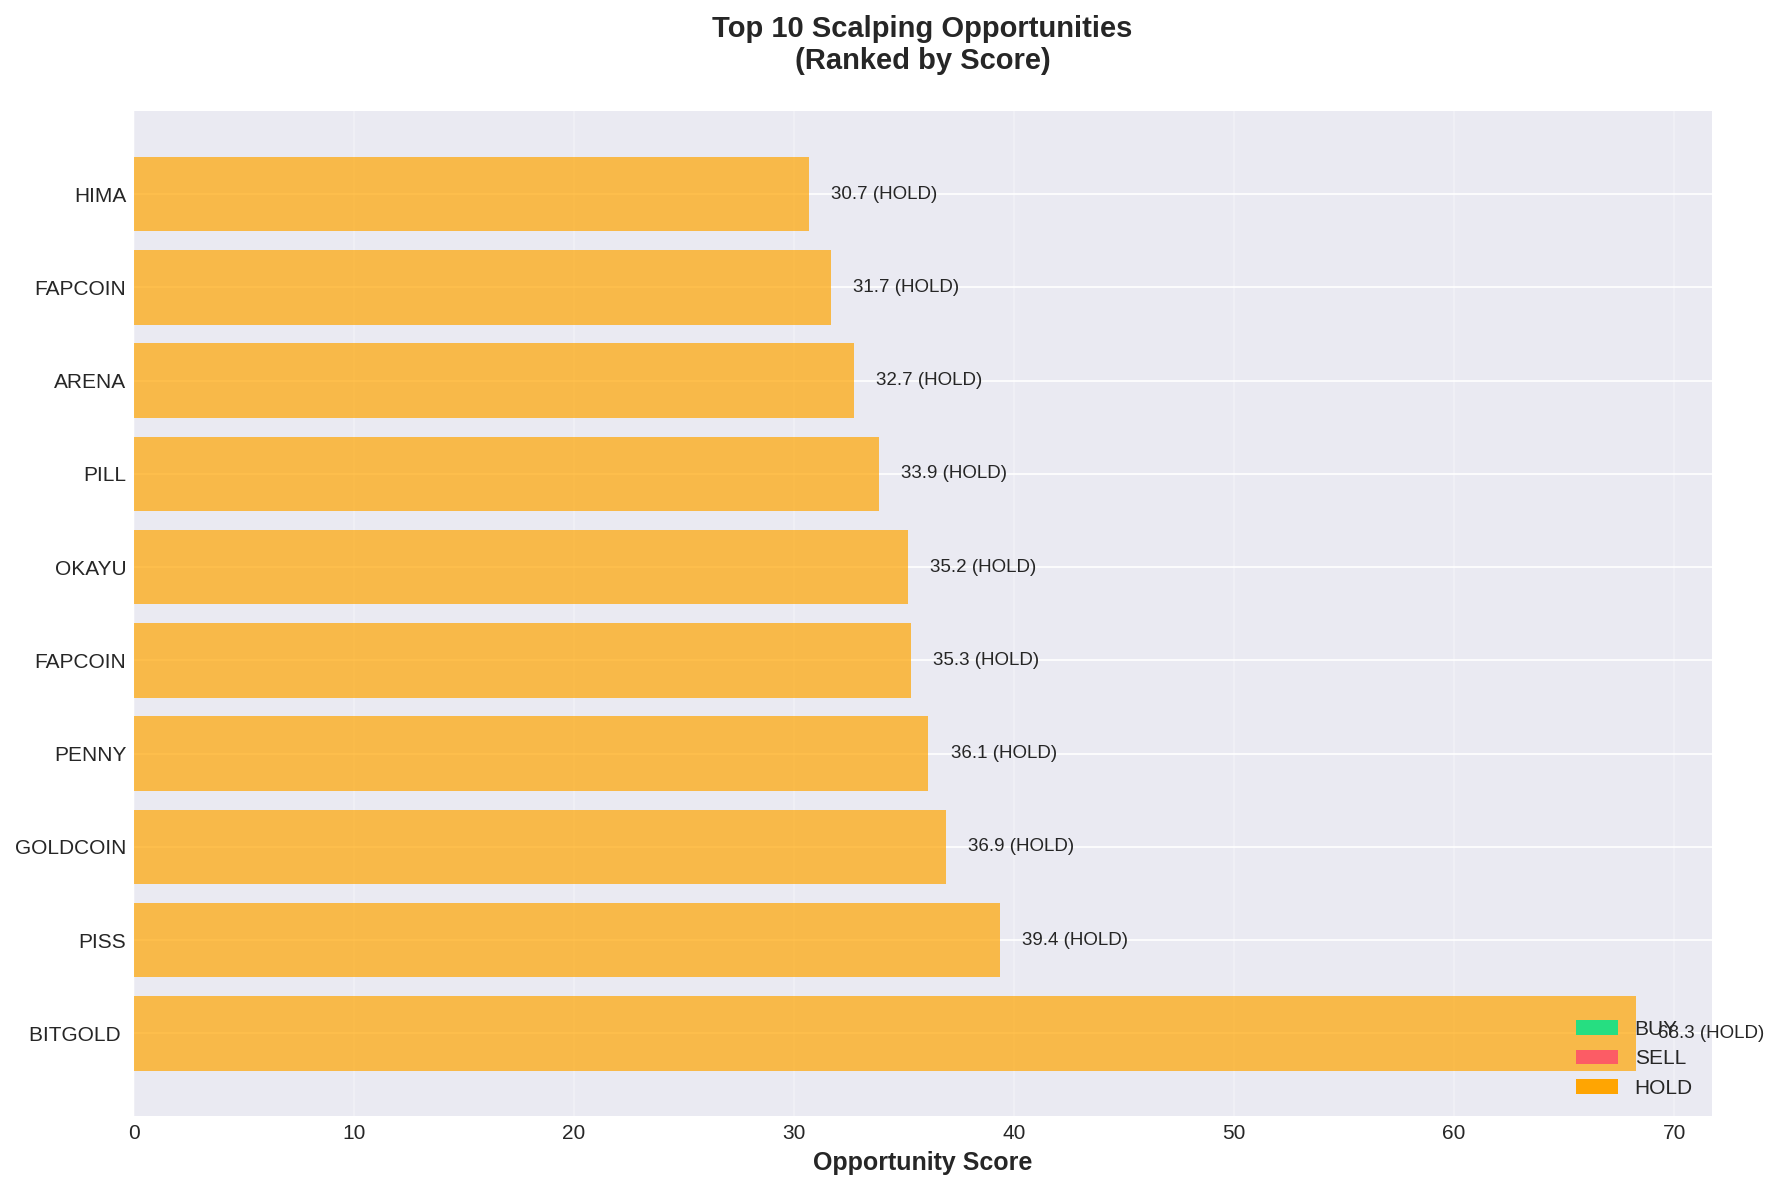 Top 10 Scalping Opportunities
(Ranked by Score)
HIMA
30.7 (HOLD)
FAPCOIN
31.7 (HOLD)
ARENA
32.7 (HOLD)
PILL
33.9 (HOLD)
OKAYU
35.2 (HOLD)
FAPCOIN
35.3 (HOLD)
PENNY
36.1 (HOLD)
GOLDCOIN
36.9 (HOLD)
PISS
39.4 (HOLD)
BITGOLD
68.3 (HOLD)
BUY
SELL
HOLD
0 10 20 30 40 50 60 70
Opportunity Score